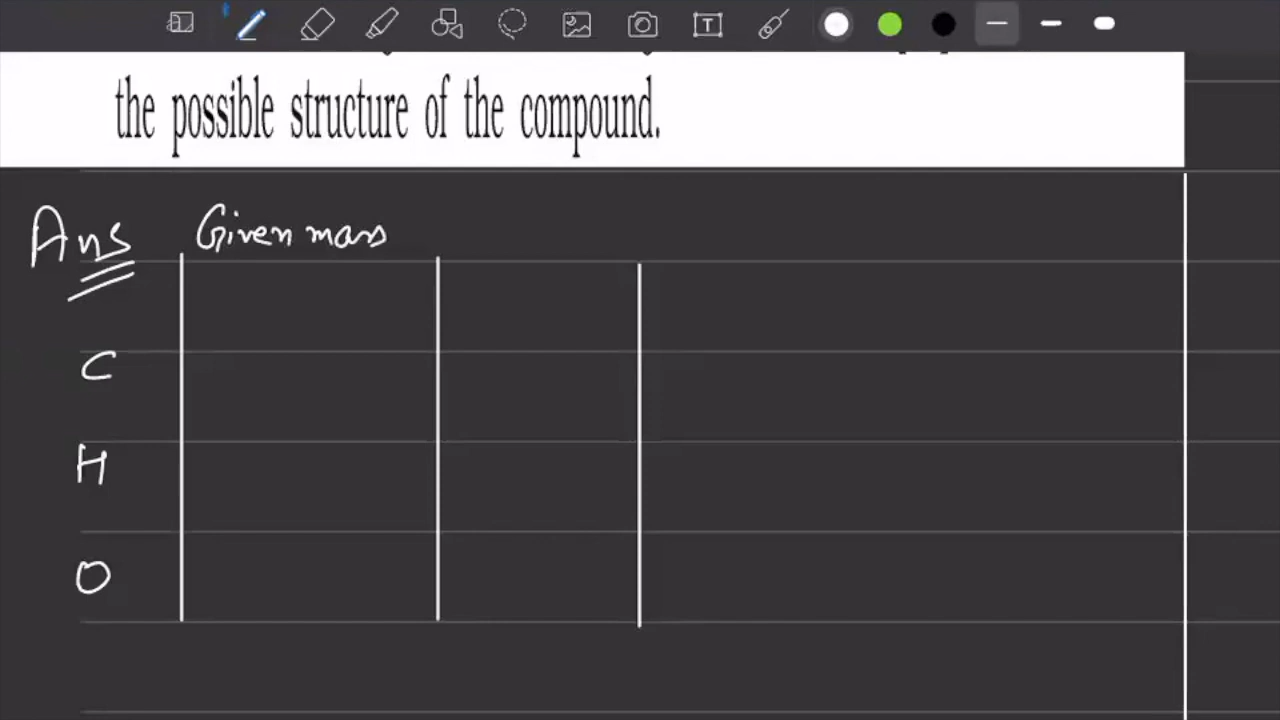 the possible structure of the compound.
Ans
Given mass
C
H
O